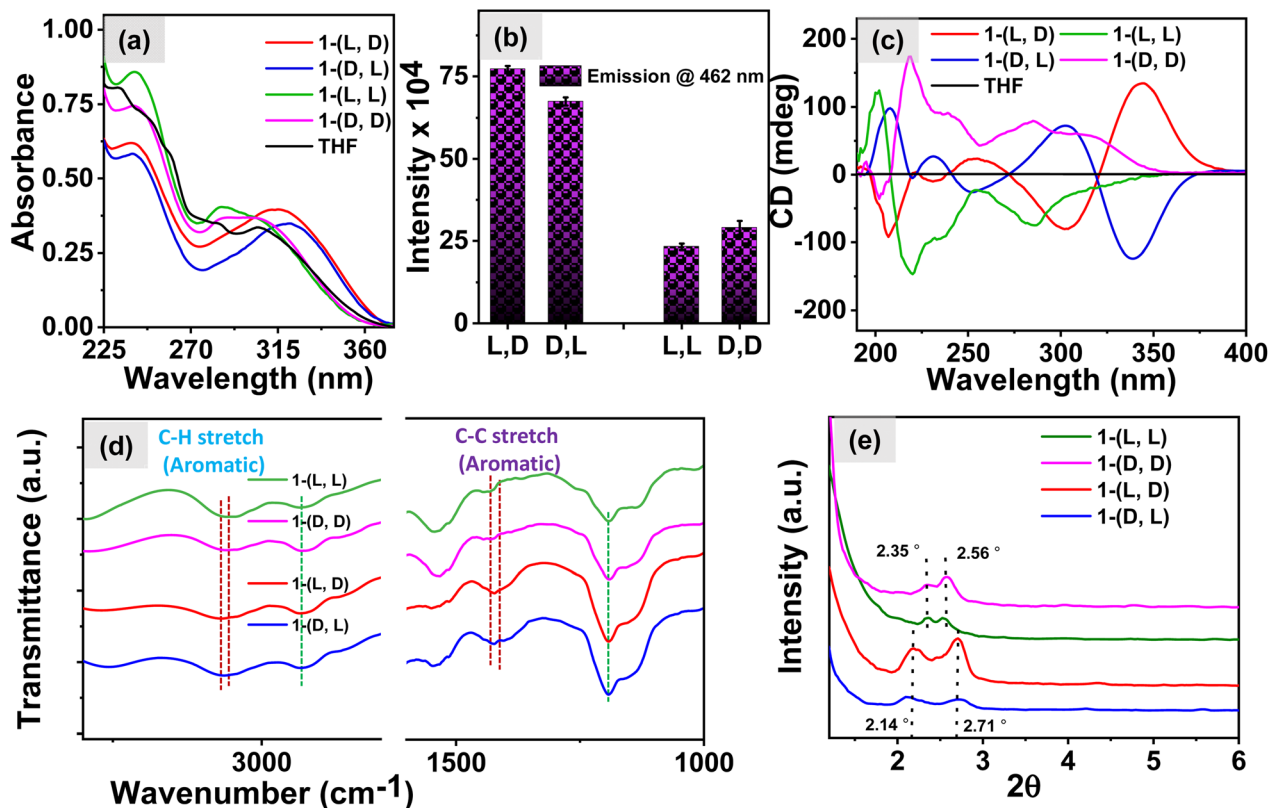 (a)
1.00
0.75
0.50
0.25
0.00
Absorbance
1-(L, D)
1-(D, L)
1-(L, L)
1-(D, D)
THF
225 270 315 360
Wavelength (nm)
(b)
75
50
25
0
Intensity x 10⁴
Emission @ 462 nm
L,D D,L L,L D,D
(c)
200
100
0
-100
-200
CD (mdeg)
1-(L, D) 1-(L, L)
1-(D, L) 1-(D, D)
THF
200 250 300 350 400
Wavelength (nm)
(d)
Transmittance (a.u.)
C-H stretch
(Aromatic)
C-C stretch
(Aromatic)
1-(L, L)
1-(D, D)
1-(L, D)
1-(D, L)
3000 1500 1000
Wavenumber (cm⁻¹)
(e)
Intensity (a.u.)
1-(L, L)
1-(D, D)
1-(L, D)
1-(D, L)
2.35 ° 2.56 °
2.14 ° 2.71 °
2 3 4 5 6
2θ